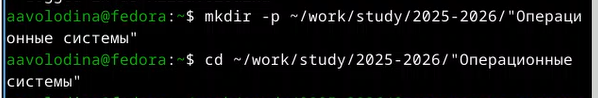 aavolodina@fedora:~$ mkdir -p ~/work/study/2025-2026/"Операци
онные системы"
aavolodina@fedora:~$ cd ~/work/study/2025-2026/"Операционные
системы"